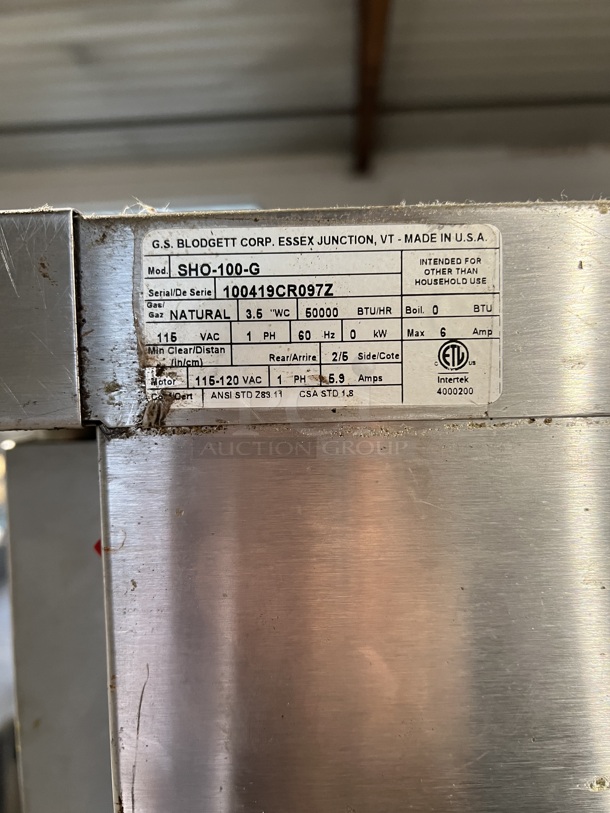 G.S. BLODGETT CORP. ESSEX JUNCTION, VT - MADE IN U.S.A.
Mod. SHO-100-G
INTENDED FOR
OTHER THAN
HOUSEHOLD USE
Serial/De Serie 100419CR097Z
Gas/
Gaz NATURAL 3.5 "WC 50000 BTU/HR Boil. 0 BTU
115 VAC 1 PH 60 Hz 0 kW Max 6 Amp
Min Clear/Distan
(in/cm) Rear/Arrire 2/5 Side/Cote
Motor 115-120 VAC 1 PH 5.9 Amps
C ETL US
Intertek
4000200
ANSI STD Z83.11 CSA STD 1.8
AUCTION GROUP